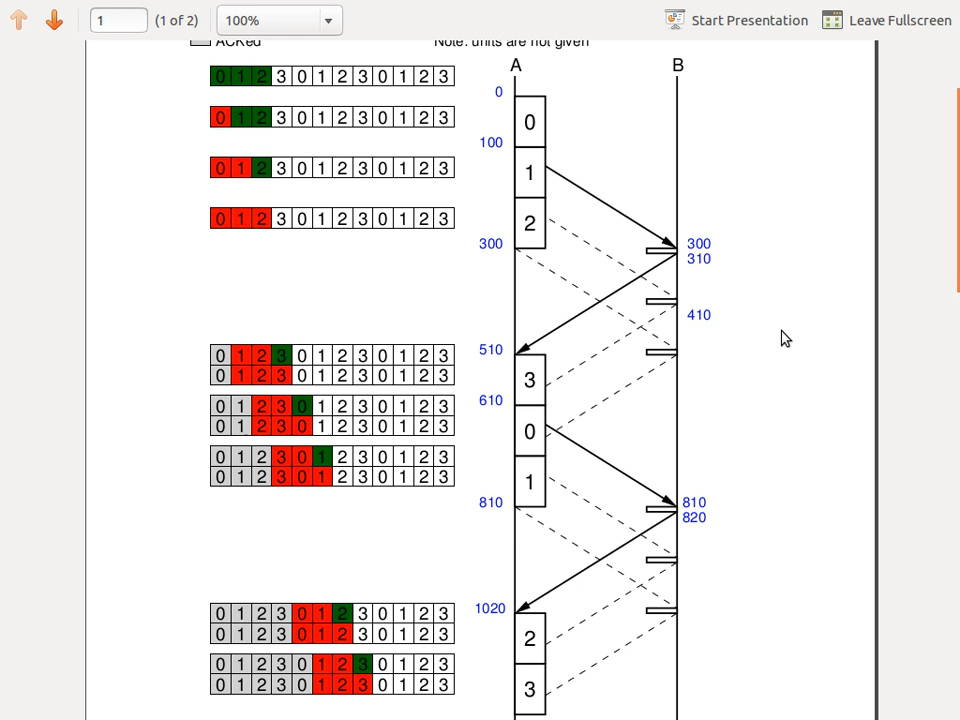 1 (1 of 2) 100% Start Presentation Leave Fullscreen
ACKed Note: units are not given
A B
0 1 2 3 0 1 2 3 0 1 2 3
0
0
0 1 2 3 0 1 2 3 0 1 2 3
100
1
0 1 2 3 0 1 2 3 0 1 2 3
0 1 2 3 0 1 2 3 0 1 2 3
2
300 300
310
410
510
0 1 2 3 0 1 2 3 0 1 2 3
0 1 2 3 0 1 2 3 0 1 2 3
3
610
0 1 2 3 0 1 2 3 0 1 2 3
0 1 2 3 0 1 2 3 0 1 2 3
0
0 1 2 3 0 1 2 3 0 1 2 3
0 1 2 3 0 1 2 3 0 1 2 3
1
810 810
820
1020
0 1 2 3 0 1 2 3 0 1 2 3
0 1 2 3 0 1 2 3 0 1 2 3
2
0 1 2 3 0 1 2 3 0 1 2 3
0 1 2 3 0 1 2 3 0 1 2 3
3